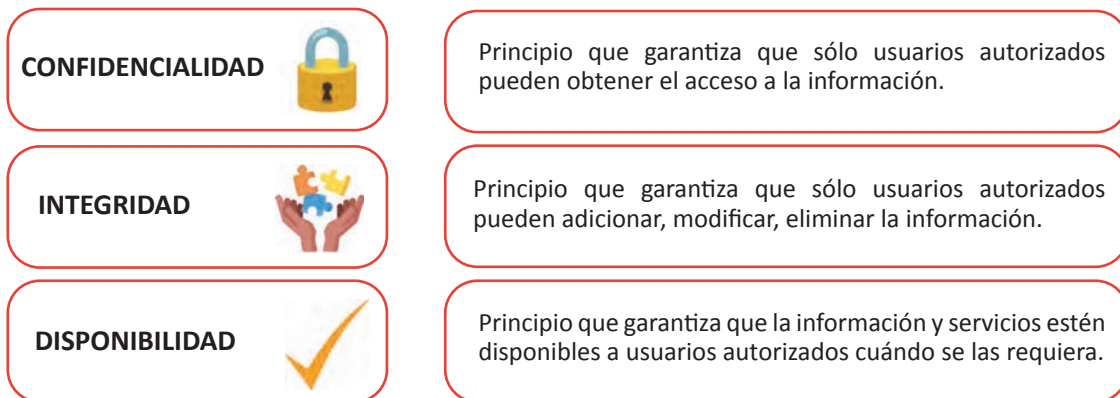 CONFIDENCIALIDAD
Principio que garantiza que sólo usuarios autorizados
pueden obtener el acceso a la información.
INTEGRIDAD
Principio que garantiza que sólo usuarios autorizados
pueden adicionar, modificar, eliminar la información.
DISPONIBILIDAD
Principio que garantiza que la información y servicios estén
disponibles a usuarios autorizados cuándo se las requiera.